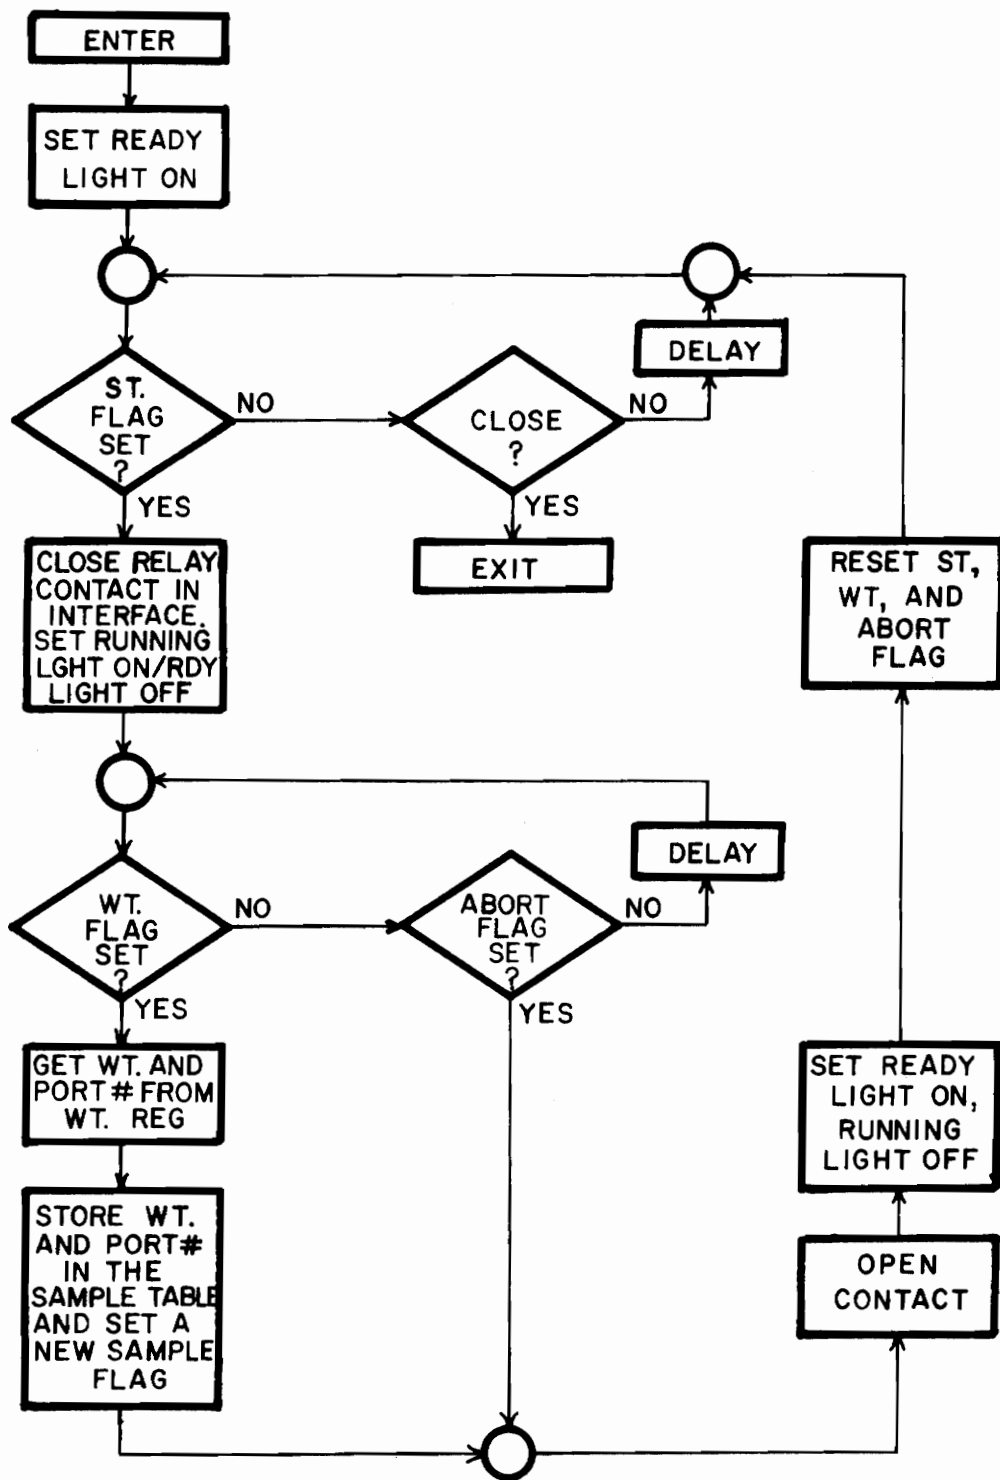 ENTER
SET READY
LIGHT ON
ST.
FLAG
SET
?
NO
CLOSE
?
NO
DELAY
YES
YES
EXIT
CLOSE RELAY
CONTACT IN
INTERFACE.
SET RUNNING
LGHT ON/RDY
LIGHT OFF
RESET ST,
WT, AND
ABORT
FLAG
WT.
FLAG
SET
?
NO
ABORT
FLAG
SET
?
NO
DELAY
YES
YES
GET WT. AND
PORT # FROM
WT. REG
STORE WT.
AND PORT#
IN THE
SAMPLE TABLE
AND SET A
NEW SAMPLE
FLAG
SET READY
LIGHT ON,
RUNNING
LIGHT OFF
OPEN
CONTACT